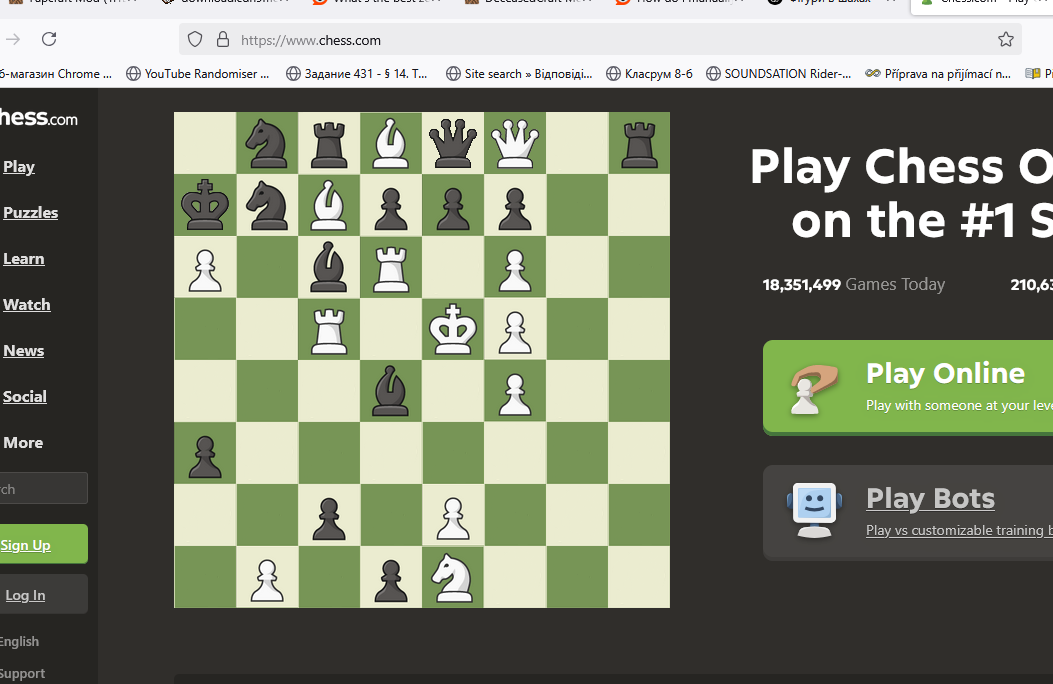 https://www.chess.com
б-магазин Chrome ... YouTube Randomiser ... Задание 431 - § 14. Т... Site search » Відповіді... Класрум 8-б SOUNDSATION Rider-... Příprava na přijímací n...
hess.com
Play
Puzzles
Learn
Watch
News
Social
More
rch
Sign Up
Log In
English
Support
Play Chess O
on the #1 S
18,351,499 Games Today 210,63
Play Online
Play with someone at your leve
Play Bots
Play vs customizable training b